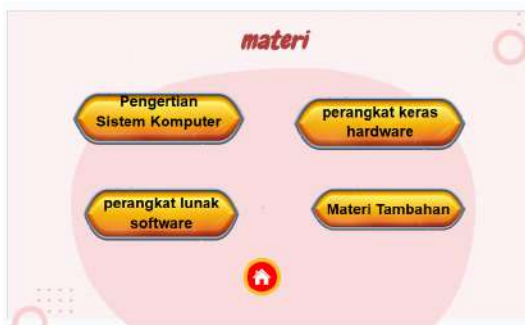 materi
Pengertian
Sistem Komputer
perangkat keras
hardware
perangkat lunak
software
Materi Tambahan